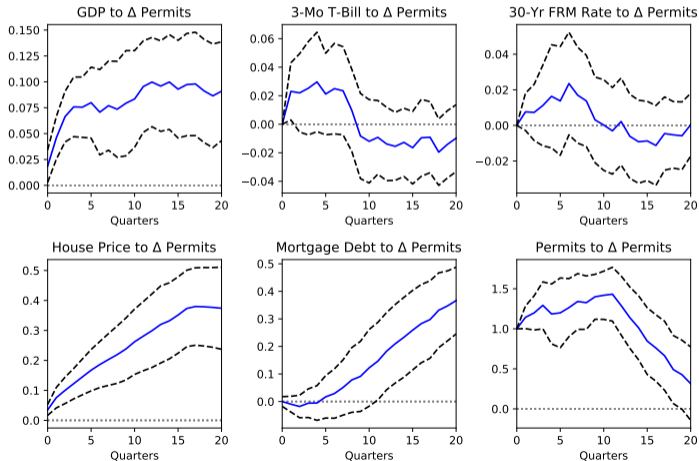 GDP to Δ Permits
0.150
0.125
0.100
0.075
0.050
0.025
0.000
0 5 10 15 20
Quarters
3-Mo T-Bill to Δ Permits
0.06
0.04
0.02
0.00
−0.02
−0.04
0 5 10 15 20
Quarters
30-Yr FRM Rate to Δ Permits
0.04
0.02
0.00
−0.02
0 5 10 15 20
Quarters
House Price to Δ Permits
0.5
0.4
0.3
0.2
0.1
0.0
0 5 10 15 20
Quarters
Mortgage Debt to Δ Permits
0.5
0.4
0.3
0.2
0.1
0.0
0 5 10 15 20
Quarters
Permits to Δ Permits
1.5
1.0
0.5
0.0
0 5 10 15 20
Quarters